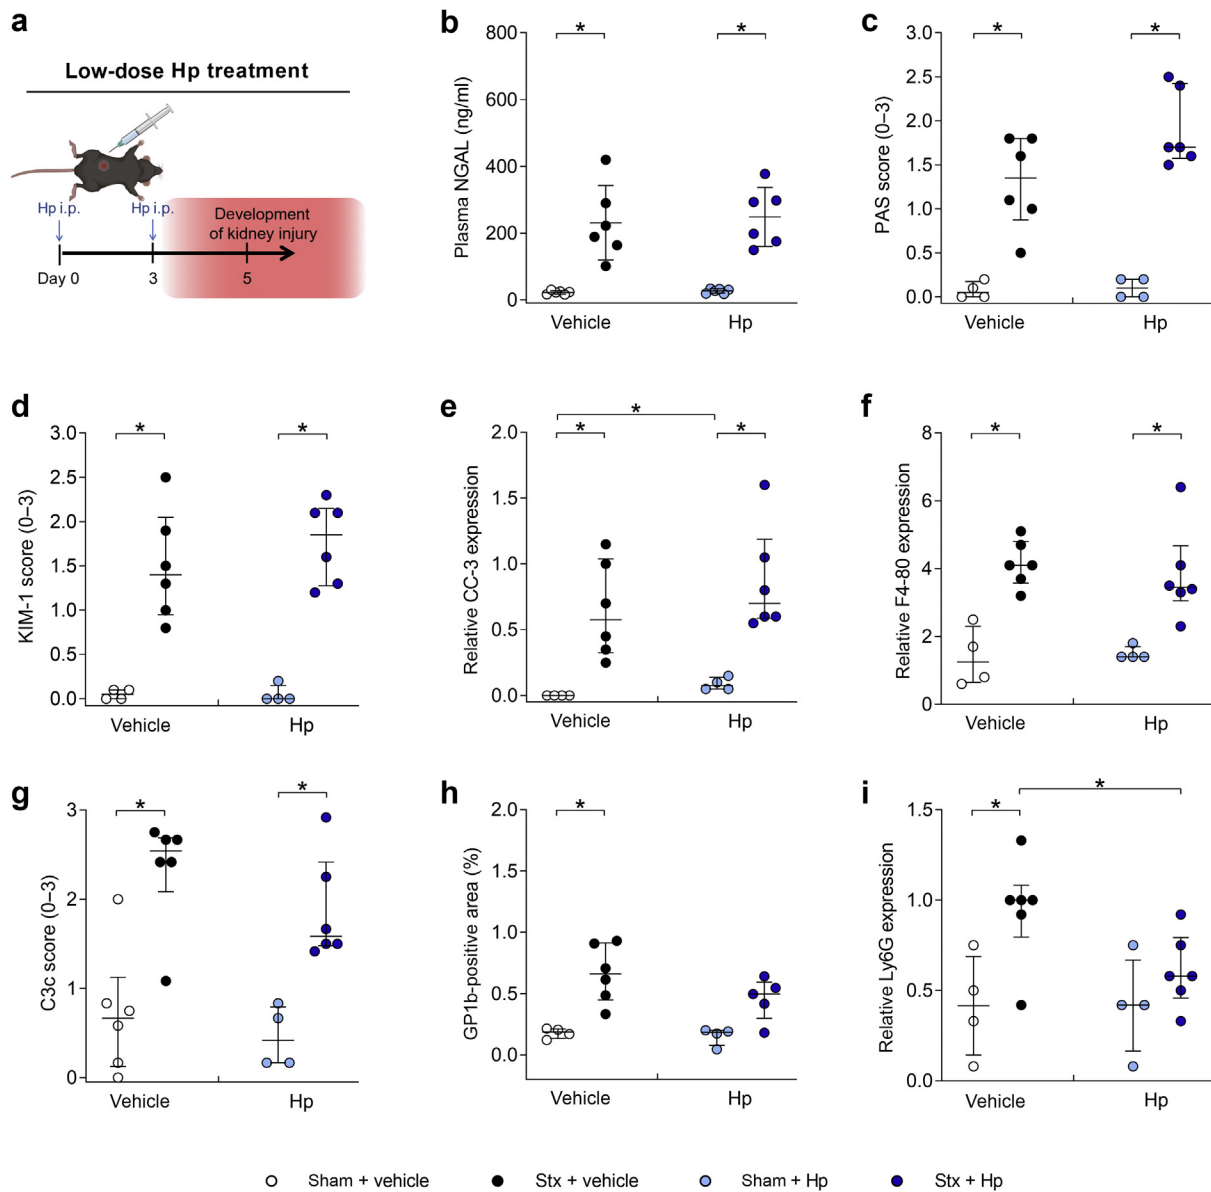 a
Low-dose Hp treatment
Hp i.p.
Hp i.p.
Development
of kidney injury
Day 0
3
5
b
Plasma NGAL (ng/ml)
800
600
400
200
0
*
*
Vehicle
Hp
c
PAS score (0–3)
3.0
2.5
2.0
1.5
1.0
0.5
0.0
*
*
Vehicle
Hp
d
KIM-1 score (0–3)
3.0
2.5
2.0
1.5
1.0
0.5
0.0
*
*
Vehicle
Hp
e
Relative CC-3 expression
2.0
1.5
1.0
0.5
0.0
*
*
*
Vehicle
Hp
f
Relative F4-80 expression
8
6
4
2
0
*
*
Vehicle
Hp
g
C3c score (0–3)
3
2
1
0
*
*
Vehicle
Hp
h
GP1b-positive area (%)
2.0
1.5
1.0
0.5
0.0
*
Vehicle
Hp
i
Relative Ly6G expression
1.5
1.0
0.5
0.0
*
*
Vehicle
Hp
Sham + vehicle
Stx + vehicle
Sham + Hp
Stx + Hp